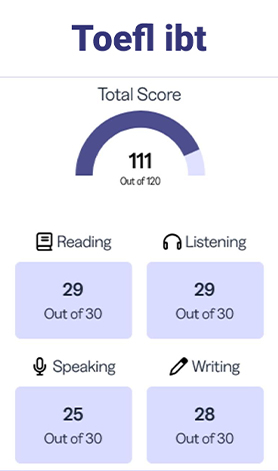 Toefl ibt
Total Score
111
Out of 120
Reading
Listening
29
Out of 30
29
Out of 30
Speaking
Writing
25
Out of 30
28
Out of 30